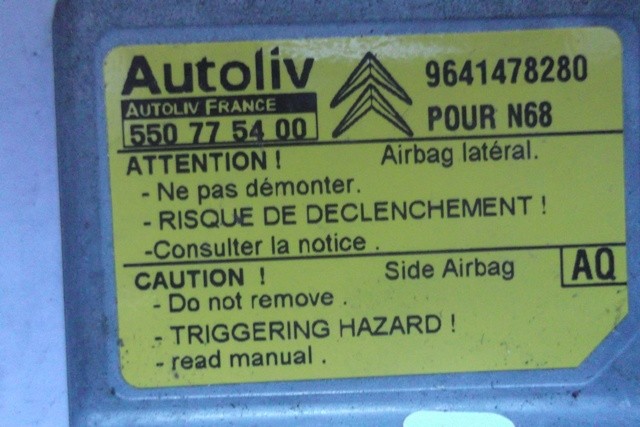 Autoliv
9641478280
AUTOLIV FRANCE
POUR N68
550 77 54 00
ATTENTION ! Airbag latéral.
- Ne pas démonter.
- RISQUE DE DECLENCHEMENT !
-Consulter la notice .
CAUTION ! Side Airbag AQ
- Do not remove .
- TRIGGERING HAZARD !
- read manual .